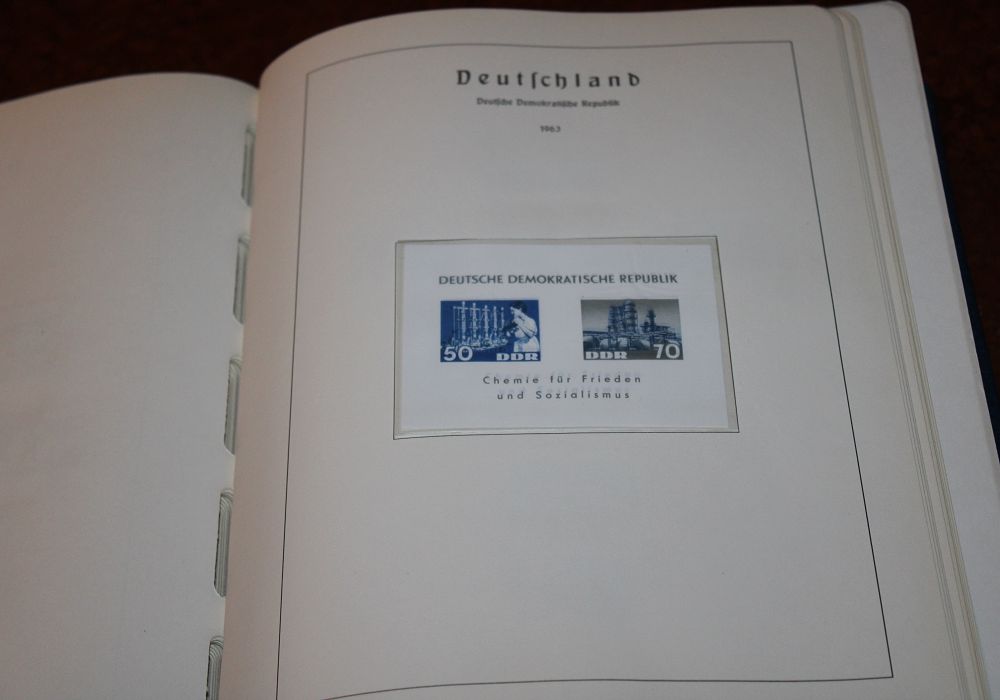 Deutſchland
Deutſche Demokratiſche Republik
1963
DEUTSCHE DEMOKRATISCHE REPUBLIK
50 DDR
DDR 70
Chemie für Frieden
und Sozialismus